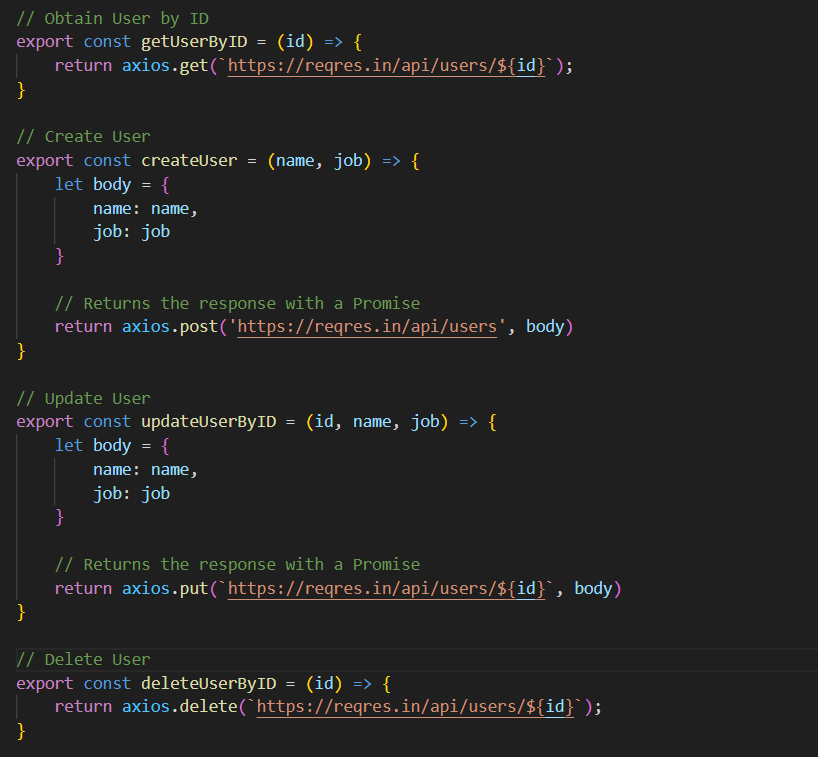 // Obtain User by ID
export const getUserByID = (id) => {
    return axios.get(`https://reqres.in/api/users/${id}`);
}

// Create User
export const createUser = (name, job) => {
    let body = {
        name: name,
        job: job
    }

    // Returns the response with a Promise
    return axios.post('https://reqres.in/api/users', body)
}

// Update User
export const updateUserByID = (id, name, job) => {
    let body = {
        name: name,
        job: job
    }

    // Returns the response with a Promise
    return axios.put(`https://reqres.in/api/users/${id}`, body)
}

// Delete User
export const deleteUserByID = (id) => {
    return axios.delete(`https://reqres.in/api/users/${id}`);
}